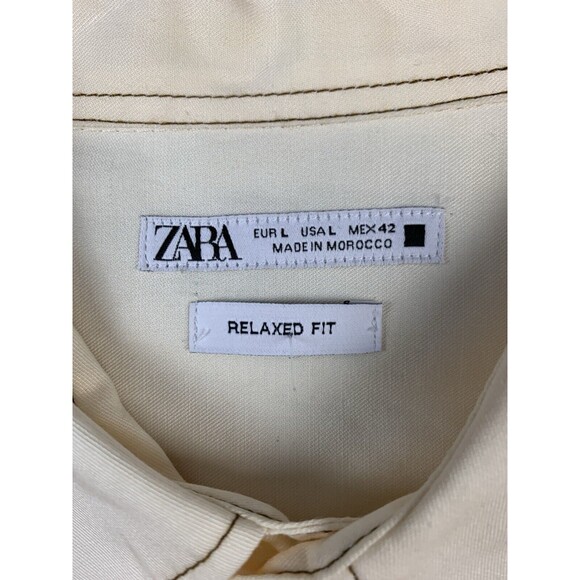 ZARA
EUR L USA L MEX 42
MADE IN MOROCCO
RELAXED FIT